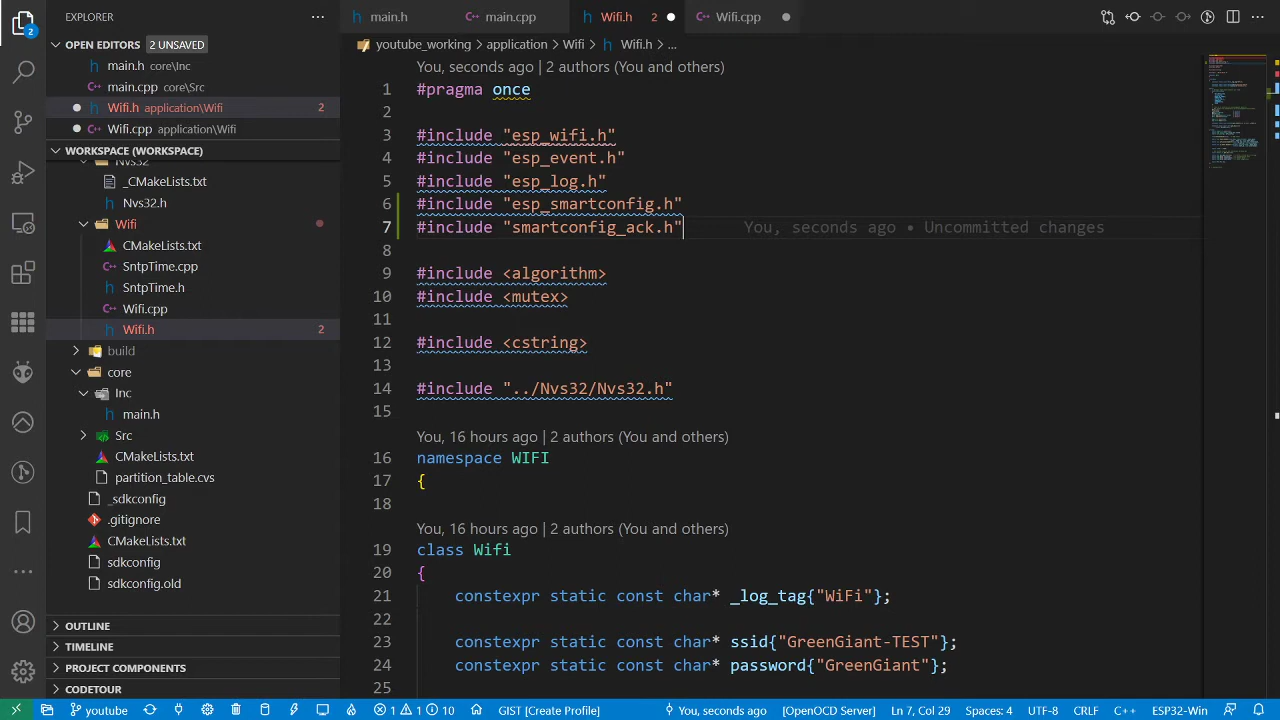 EXPLORER
OPEN EDITORS 2 UNSAVED
main.h core\Inc
main.cpp core\Src
Wifi.h application\Wifi 2
Wifi.cpp application\Wifi
WORKSPACE (WORKSPACE)
Nvs32
_CMakeLists.txt
Nvs32.h
Wifi
CMakeLists.txt
SntpTime.cpp
SntpTime.h
Wifi.cpp
Wifi.h 2
build
core
Inc
main.h
Src
CMakeLists.txt
partition_table.cvs
_sdkconfig
.gitignore
CMakeLists.txt
sdkconfig
sdkconfig.old
OUTLINE
TIMELINE
PROJECT COMPONENTS
CODETOUR
2
main.h main.cpp Wifi.h 2 Wifi.cpp
youtube_working > application > Wifi > Wifi.h > ...
You, seconds ago | 2 authors (You and others)
1 #pragma once
2
3 #include "esp_wifi.h"
4 #include "esp_event.h"
5 #include "esp_log.h"
6 #include "esp_smartconfig.h"
7 #include "smartconfig_ack.h" You, seconds ago • Uncommitted changes
8
9 #include <algorithm>
10 #include <mutex>
11
12 #include <cstring>
13
14 #include "../Nvs32/Nvs32.h"
15
You, 16 hours ago | 2 authors (You and others)
16 namespace WIFI
17 {
18
You, 16 hours ago | 2 authors (You and others)
19 class Wifi
20 {
21 constexpr static const char* _log_tag{"WiFi"};
22
23 constexpr static const char* ssid{"GreenGiant-TEST"};
24 constexpr static const char* password{"GreenGiant"};
25
youtube 1 1 10 GIST [Create Profile] You, seconds ago [OpenOCD Server] Ln 7, Col 29 Spaces: 4 UTF-8 CRLF C++ ESP32-Win